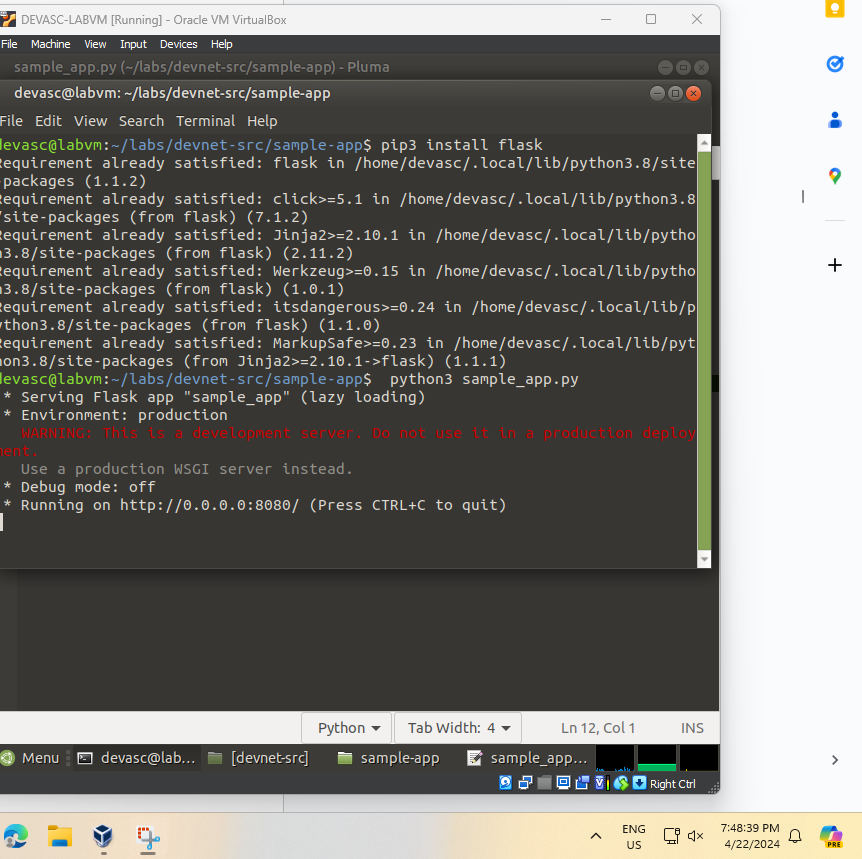 DEVASC-LABVM [Running] - Oracle VM VirtualBox
File Machine View Input Devices Help
sample_app.py (~/labs/devnet-src/sample-app) - Pluma
devasc@labvm: ~/labs/devnet-src/sample-app
File Edit View Search Terminal Help
devasc@labvm:~/labs/devnet-src/sample-app$ pip3 install flask
Requirement already satisfied: flask in /home/devasc/.local/lib/python3.8/site
-packages (1.1.2)
Requirement already satisfied: click>=5.1 in /home/devasc/.local/lib/python3.8
/site-packages (from flask) (7.1.2)
Requirement already satisfied: Jinja2>=2.10.1 in /home/devasc/.local/lib/pytho
n3.8/site-packages (from flask) (2.11.2)
Requirement already satisfied: Werkzeug>=0.15 in /home/devasc/.local/lib/pytho
n3.8/site-packages (from flask) (1.0.1)
Requirement already satisfied: itsdangerous>=0.24 in /home/devasc/.local/lib/p
ython3.8/site-packages (from flask) (1.1.0)
Requirement already satisfied: MarkupSafe>=0.23 in /home/devasc/.local/lib/pyt
hon3.8/site-packages (from Jinja2>=2.10.1->flask) (1.1.1)
devasc@labvm:~/labs/devnet-src/sample-app$  python3 sample_app.py
* Serving Flask app "sample_app" (lazy loading)
* Environment: production
WARNING: This is a development server. Do not use it in a production deploy
ment.
Use a production WSGI server instead.
* Debug mode: off
* Running on http://0.0.0.0:8080/ (Press CTRL+C to quit)
Python Tab Width: 4 Ln 12, Col 1 INS
Menu devasc@lab... [devnet-src] sample-app sample_app...
Right Ctrl
ENG 7:48:39 PM
US 4/22/2024
PRE